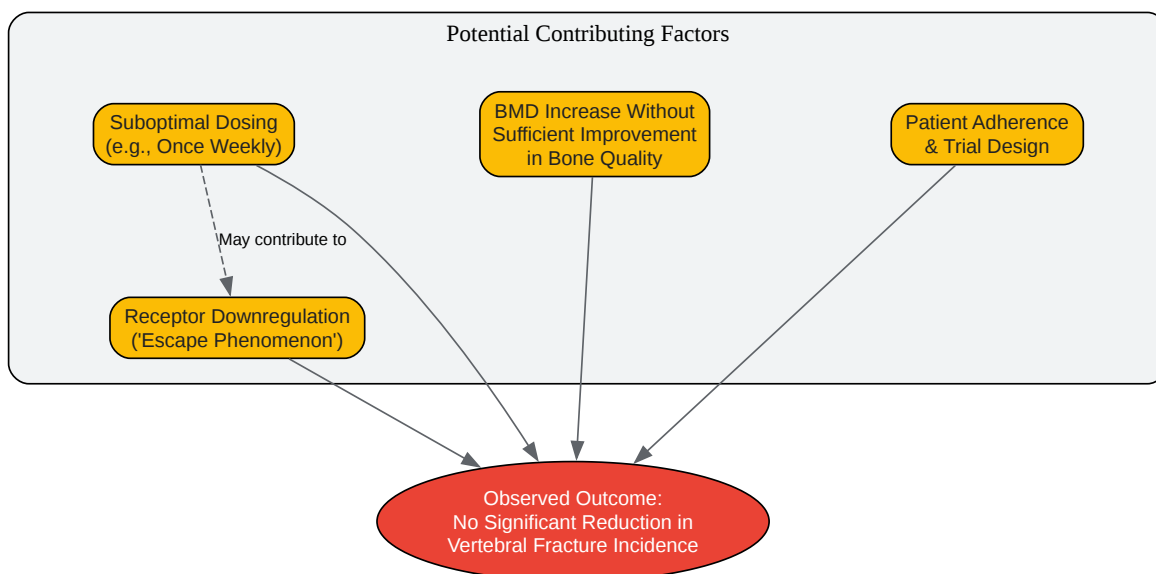 Potential Contributing Factors
Suboptimal Dosing
(e.g., Once Weekly)
BMD Increase Without
Sufficient Improvement
in Bone Quality
Patient Adherence
& Trial Design
May contribute to
Receptor Downregulation
('Escape Phenomenon')
Observed Outcome:
No Significant Reduction in
Vertebral Fracture Incidence